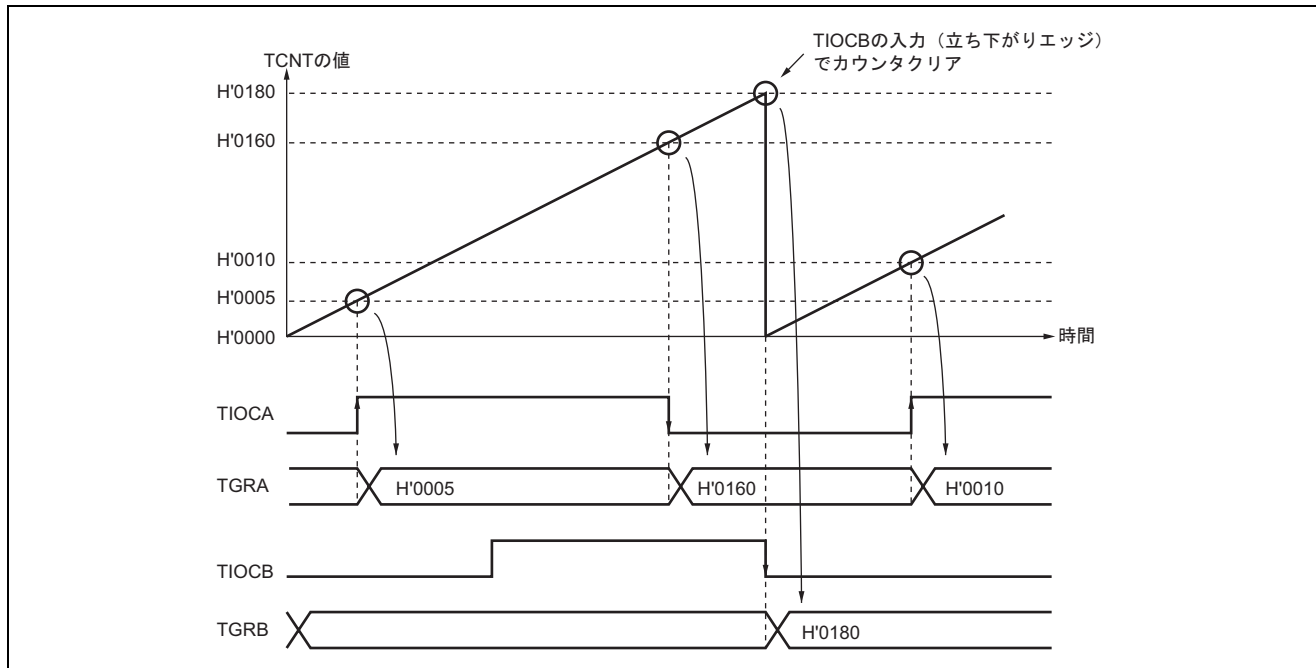 TIOCBの入力（立ち下がりエッジ）
でカウンタクリア
TCNTの値
H'0180
H'0160
H'0010
H'0005
H'0000
時間
TIOCA
TGRA
H'0005
H'0160
H'0010
TIOCB
TGRB
H'0180